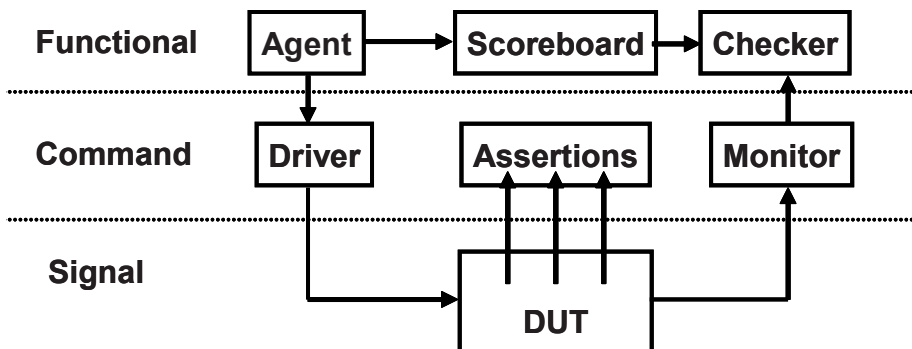 Functional Agent Scoreboard Checker
Command Driver Assertions Monitor
Signal
DUT